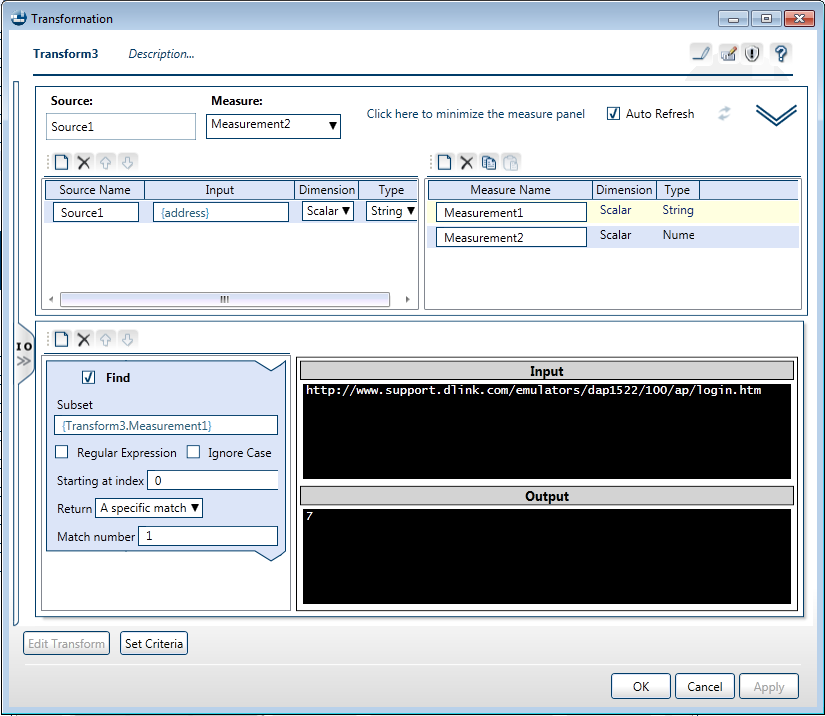 Transformation
Transform3 Description...
Source: Measure:
Source1 Measurement2 Click here to minimize the measure panel Auto Refresh
Source Name Input Dimension Type
Source1 {address} Scalar String
Measure Name Dimension Type
Measurement1 Scalar String
Measurement2 Scalar Nume
IO
Find
Subset
{Transform3.Measurement1}
Regular Expression Ignore Case
Starting at index 0
Return A specific match
Match number 1
Input
http://www.support.dlink.com/emulators/dap1522/100/ap/login.htm
Output
7
Edit Transform Set Criteria
OK Cancel Apply